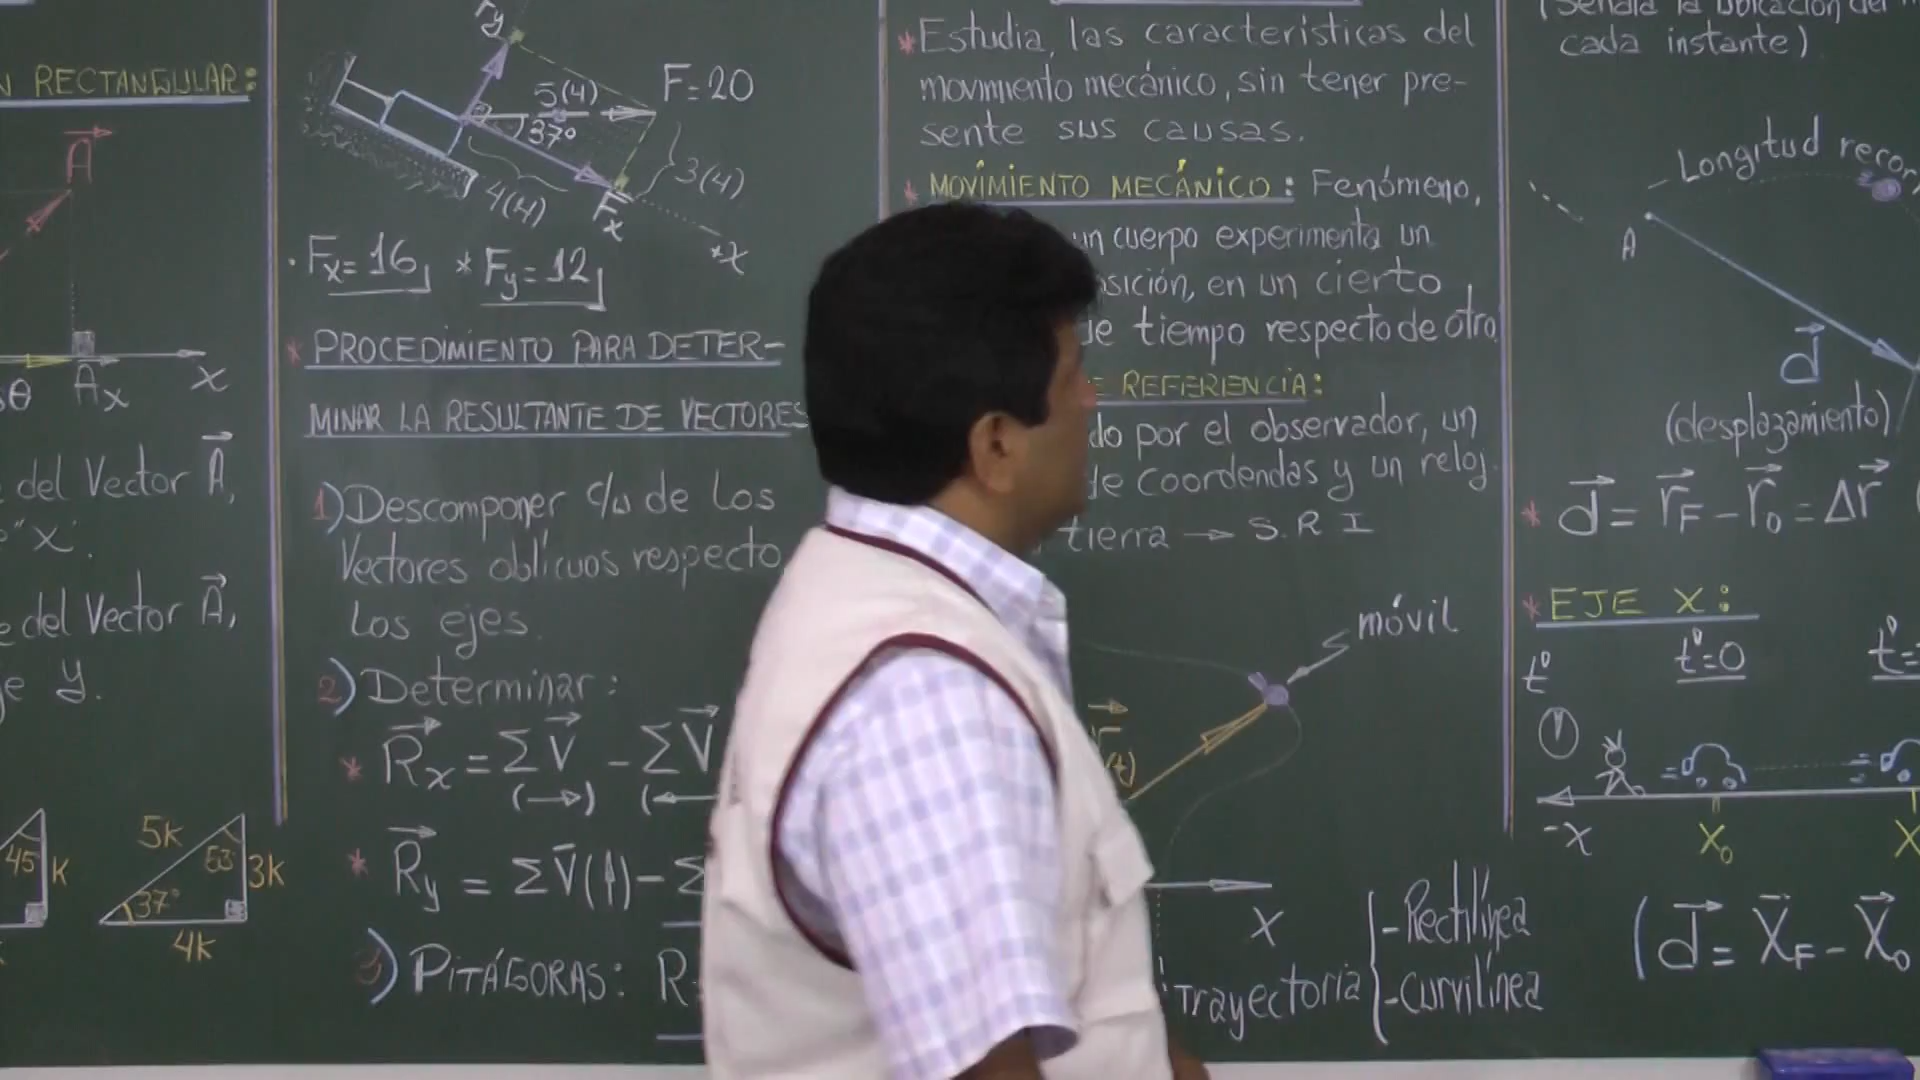 N RECTANGULAR:
A
x
θ
Ax
del Vector A,
"x".
del Vector A,
y.
45
K
5K
53
3K
37°
4K
Fy
5(4)
F=20
37°
3(4)
4(4)
Fx
x
Fx=16 * Fy=12
* PROCEDIMIENTO PARA DETER-
MINAR LA RESULTANTE DE VECTORES
1) Descomponer c/u de los
Vectores oblicuos respecto
Los ejes.
2) Determinar:
* Rx = ΣV - ΣV
(→) (←
* Ry = ΣV(↑) - Σ
3) PITÁGORAS: R
* Estudia, las características del
movimiento mecánico, sin tener pre-
sente sus causas.
* MOVIMIENTO MECÁNICO: Fenómeno,
un cuerpo experimenta un
en un cierto
de tiempo respecto de otro
REFERENCIA:
por el observador, un
de coordendas y un reloj.
tierra → S.R.I
móvil
r
(t)
x
Trayectoria
-Rectilínea
-Curvilínea
cada instante)
Longitud
A
d
(desplazamiento)
* d = rF - r0 = Δr
* EJE X:
t=0
t=
-x
X0
X
(d = XF - X0